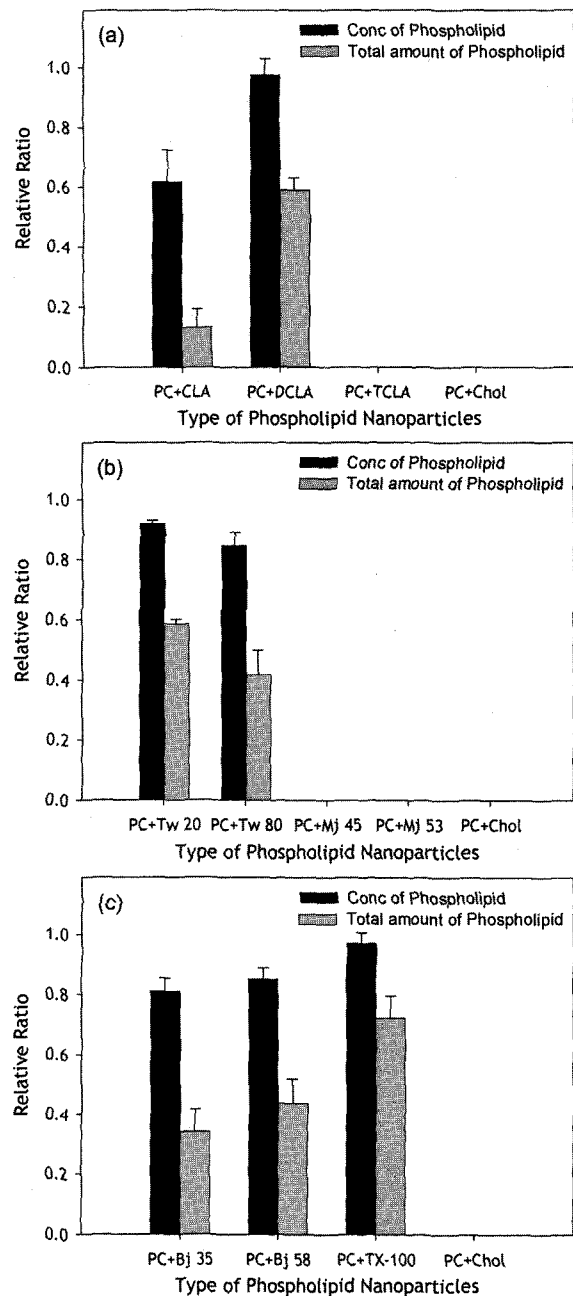 (a)
Conc of Phospholipid
Total amount of Phospholipid
1.0
0.8
0.6
0.4
0.2
0.0
Relative Ratio
PC+CLA PC+DCLA PC+TCLA PC+Chol
Type of Phospholipid Nanoparticles
(b)
Conc of Phospholipid
Total amount of Phospholipid
1.0
0.8
0.6
0.4
0.2
0.0
Relative Ratio
PC+Tw 20 PC+Tw 80 PC+Mj 45 PC+Mj 53 PC+Chol
Type of Phospholipid Nanoparticles
(c)
Conc of Phospholipid
Total amount of Phospholipid
1.0
0.8
0.6
0.4
0.2
0.0
Relative Ratio
PC+Bj 35 PC+Bj 58 PC+TX-100 PC+Chol
Type of Phospholipid Nanoparticles